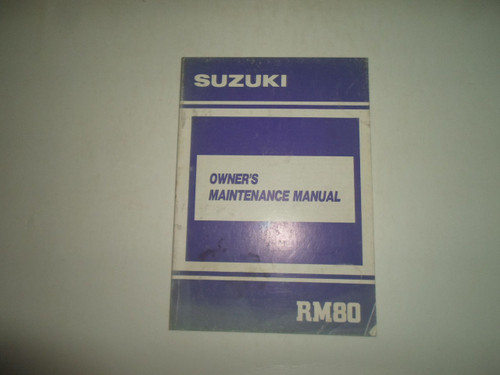 SUZUKI
OWNER'S
MAINTENANCE MANUAL
RM80